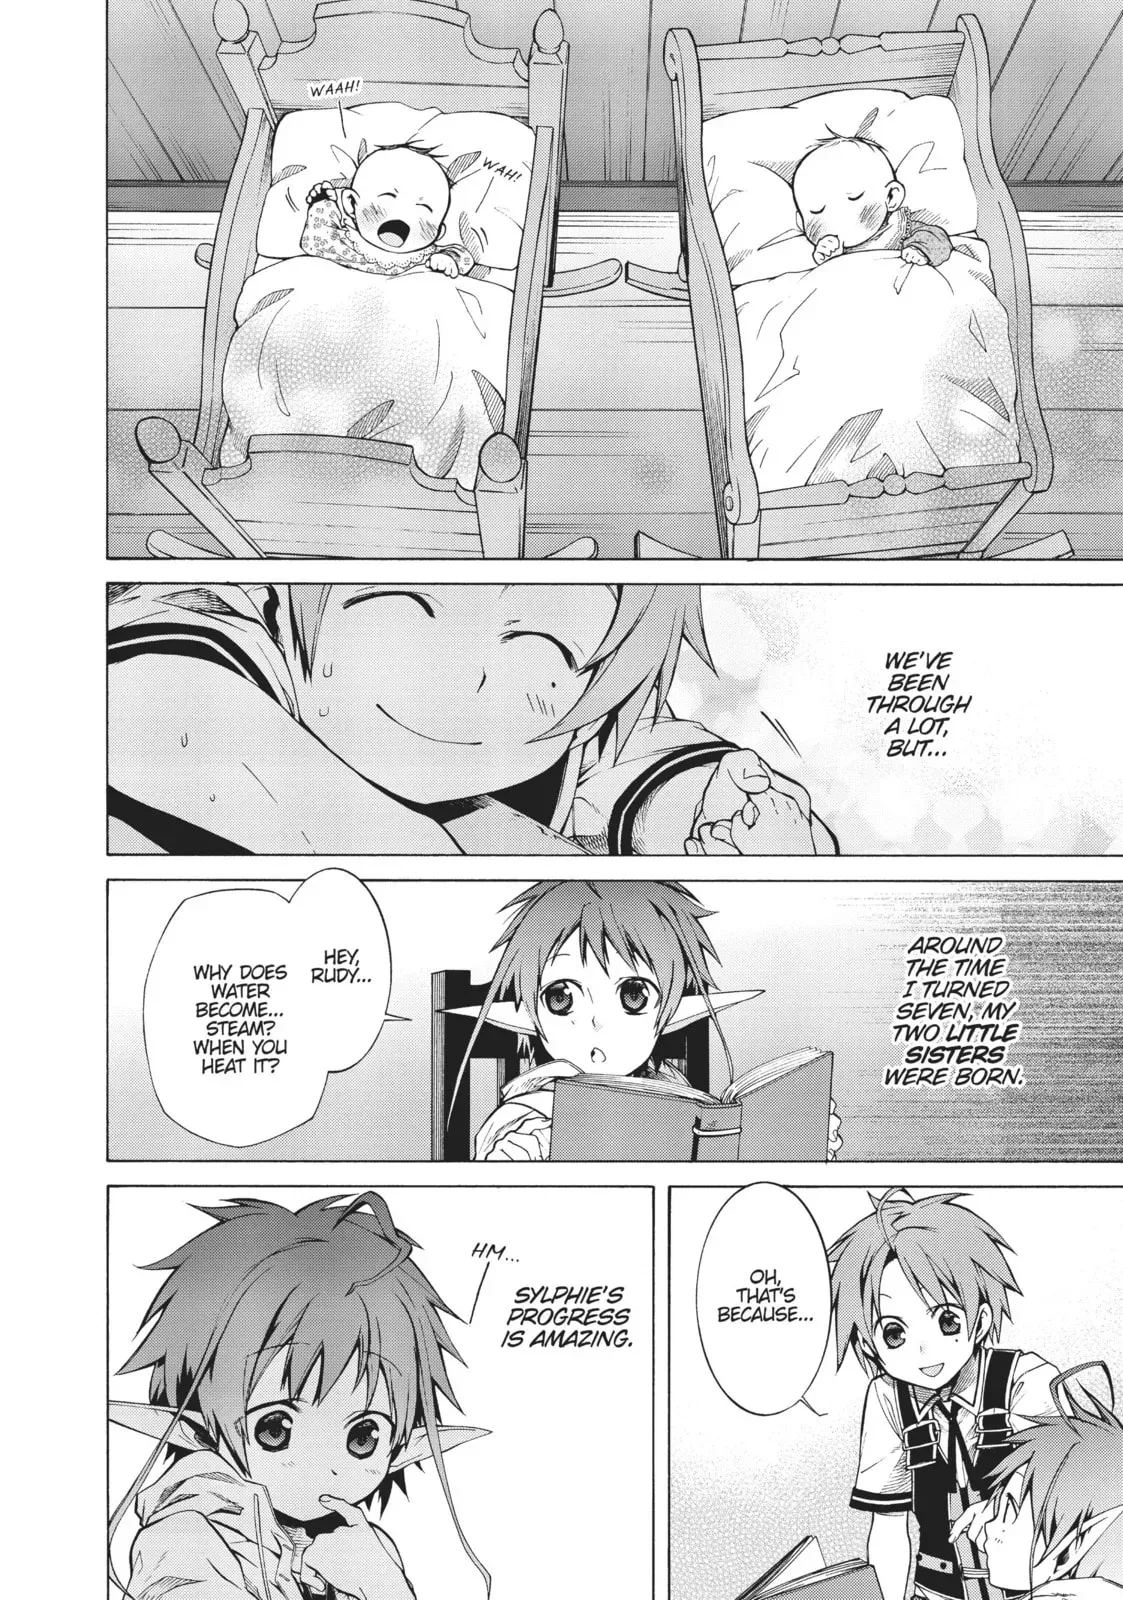 WAAH!
WAH!
WE'VE
BEEN
THROUGH
A LOT,
BUT...
AROUND
THE TIME
I TURNED
SEVEN, MY
TWO LITTLE
SISTERS
WERE BORN.
HEY,
RUDY...
WHY DOES
WATER
BECOME...
STEAM?
WHEN YOU
HEAT IT?
OH,
THAT'S
BECAUSE...
HM...
SYLPHIE'S
PROGRESS
IS AMAZING.